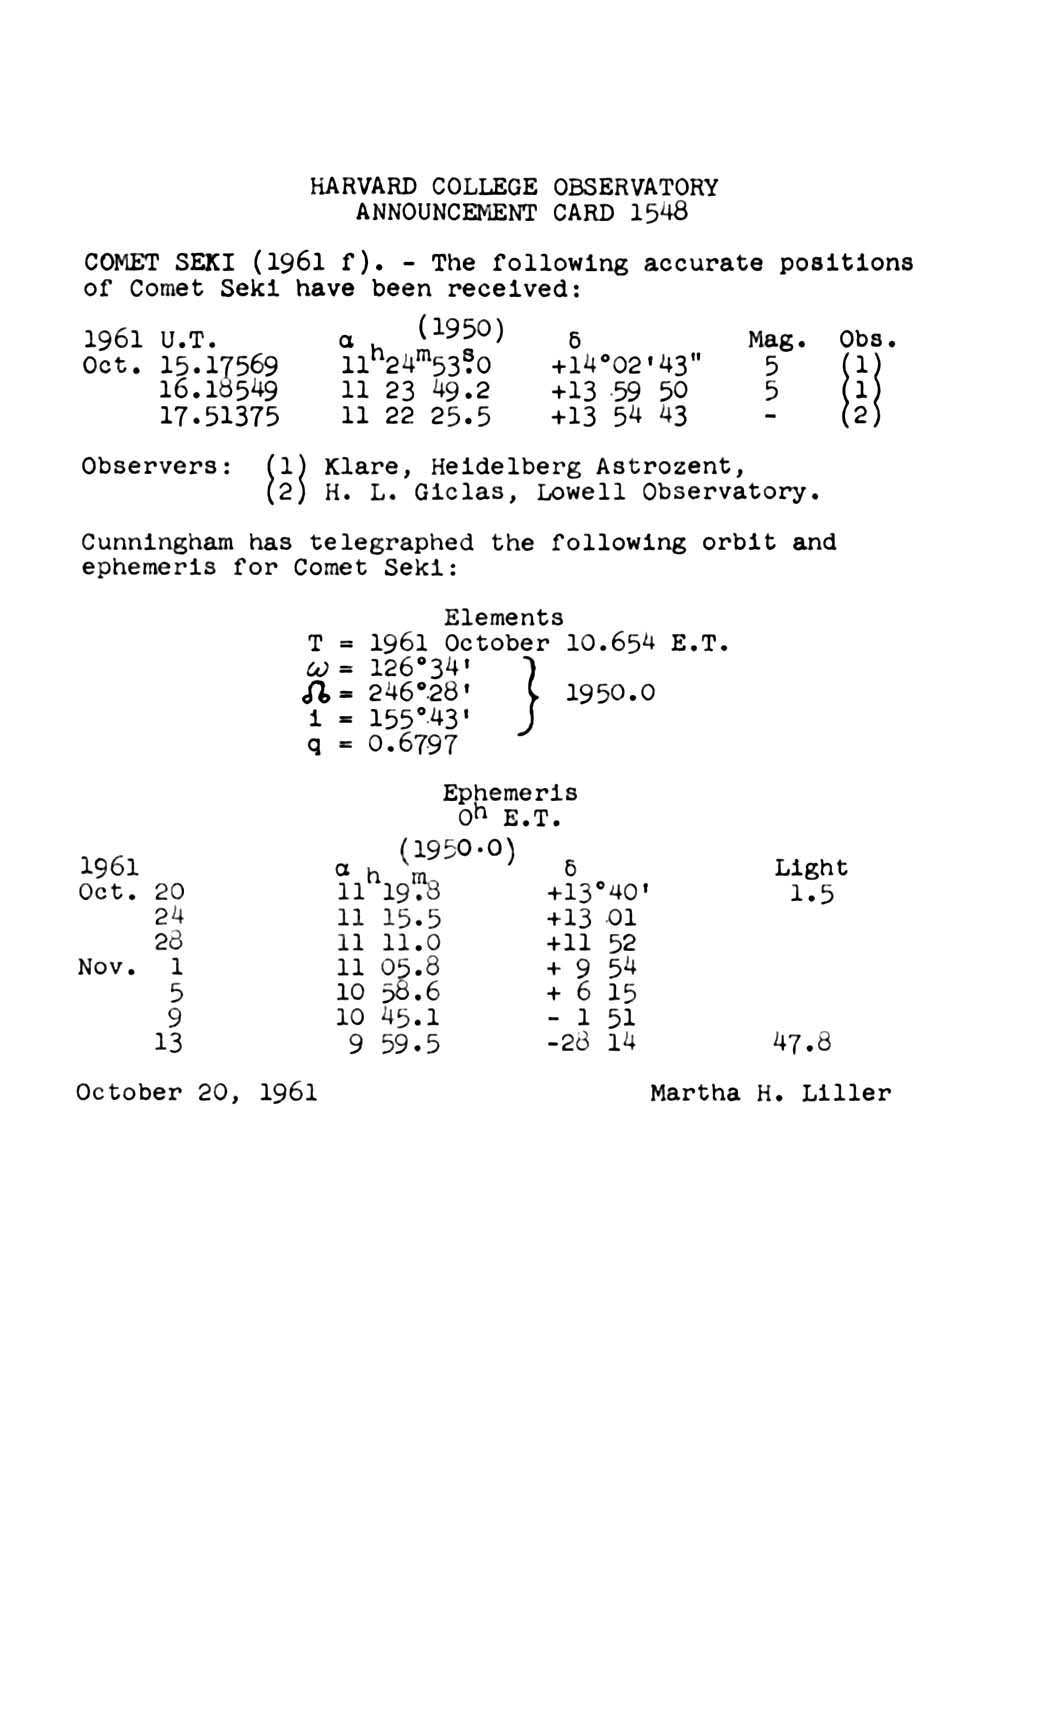 HARVARD COLLEGE OBSERVATORY
ANNOUNCEMENT CARD 1548
COMET SEKI (1961 f). - The following accurate positions
of Comet Seki have been received:
1961 U.T. α (1950) δ Mag. Obs.
Oct. 15.17569 11ʰ24ᵐ53ˢ.0 +14°02'43" 5 (1)
16.18549 11 23 49.2 +13 59 50 5 (1)
17.51375 11 22 25.5 +13 54 43 - (2)
Observers: (1) Klare, Heidelberg Astrozent,
(2) H. L. Giclas, Lowell Observatory.
Cunningham has telegraphed the following orbit and
ephemeris for Comet Seki:
Elements
T = 1961 October 10.654 E.T.
ω = 126°34'
☊ = 246°28' } 1950.0
i = 155°43'
q = 0.6797
Ephemeris
0ʰ E.T.
1961 α (1950.0) δ Light
Oct. 20 11ʰ19ᵐ.8 +13°40' 1.5
24 11 15.5 +13 01
28 11 11.0 +11 52
Nov. 1 11 05.8 + 9 54
5 10 58.6 + 6 15
9 10 45.1 - 1 51
13 9 59.5 -28 14 47.8
October 20, 1961 Martha H. Liller